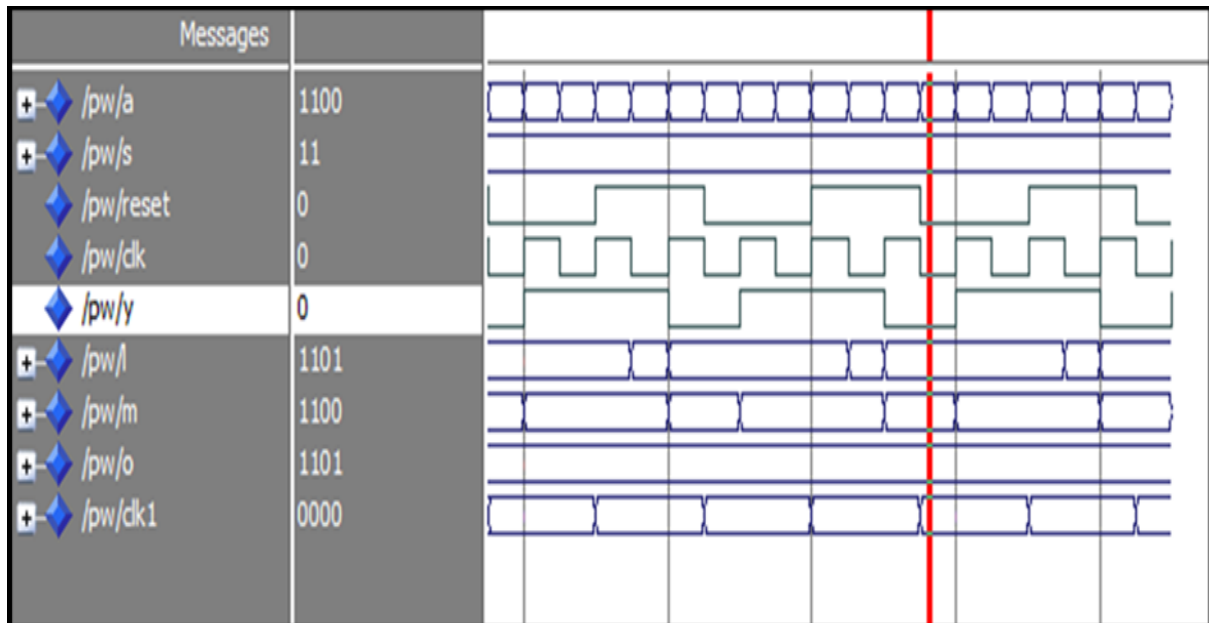 Messages
/pw/a 1100
/pw/s 11
/pw/reset 0
/pw/clk 0
/pw/y 0
/pw/l 1101
/pw/m 1100
/pw/o 1101
/pw/clk1 0000